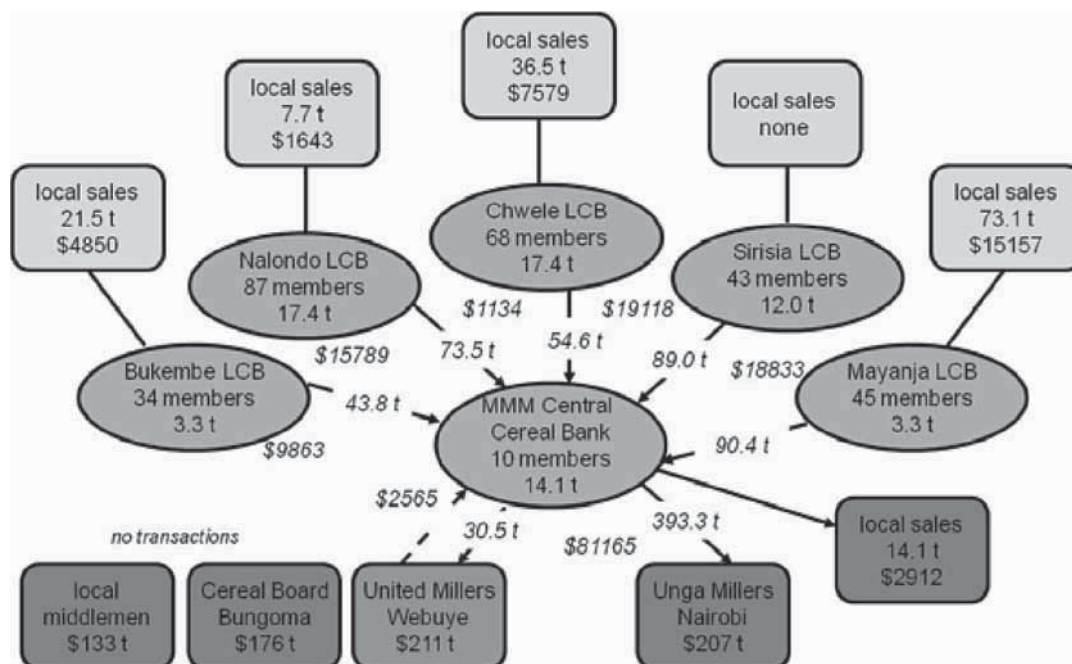 local sales
36.5 t
$7579
local sales
7.7 t
$1643
local sales
none
local sales
21.5 t
$4850
local sales
73.1 t
$15157
Chwele LCB
68 members
17.4 t
Nalondo LCB
87 members
17.4 t
Sirisia LCB
43 members
12.0 t
$1134
$19118
$15789
73.5 t
54.6 t
89.0 t
$18833
Bukembe LCB
34 members
3.3 t
Mayanja LCB
45 members
3.3 t
43.8 t
$9863
MMM Central
Cereal Bank
10 members
14.1 t
90.4 t
$2565
30.5 t
$81165
393.3 t
local sales
14.1 t
$2912
no transactions
local
middlemen
$133 t
Cereal Board
Bungoma
$176 t
United Millers
Webuye
$211 t
Unga Millers
Nairobi
$207 t